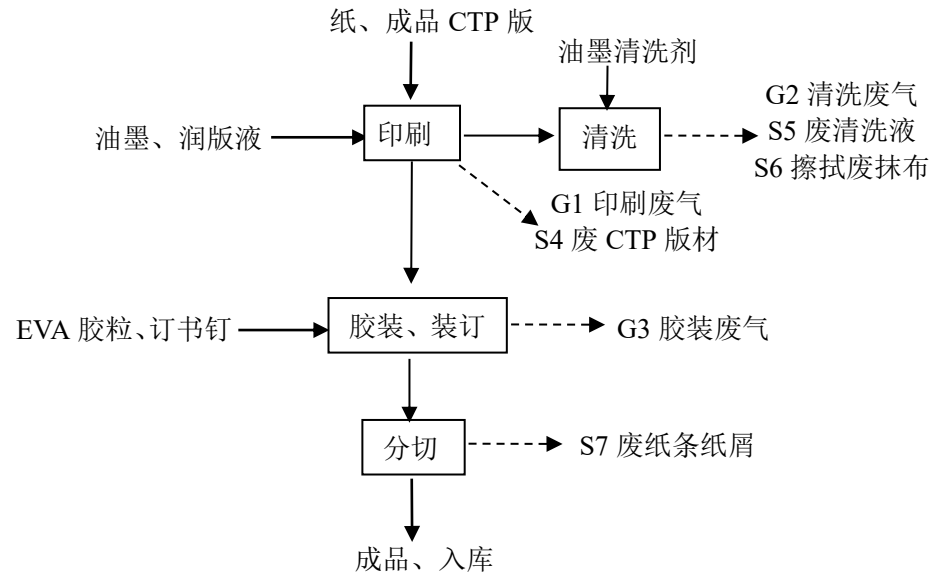 纸、成品 CTP 版
油墨清洗剂
G2 清洗废气
油墨、润版液
印刷
清洗
S5 废清洗液
S6 擦拭废抹布
G1 印刷废气
S4 废 CTP 版材
EVA 胶粒、订书钉
胶装、装订
G3 胶装废气
分切
S7 废纸条纸屑
成品、入库